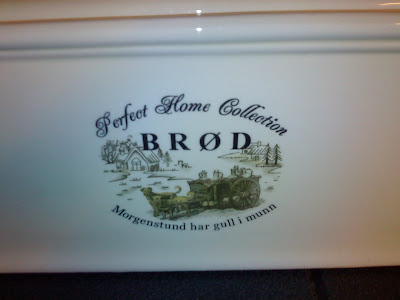 Perfect Home Collection
BRØD
Morgenstund har gull i munn